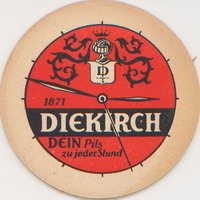 D
1871
DIEKIRCH
DEIN Pils
zu jeder Stund